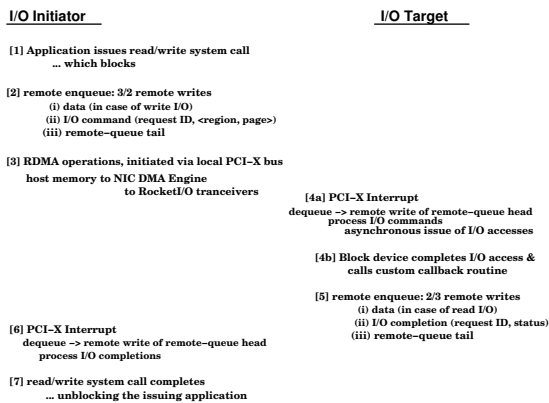 I/O Initiator
[1] Application issues read/write system call
... which blocks
[2] remote enqueue: 3/2 remote writes
(i) data (in case of write I/O)
(ii) I/O command (request ID, <region, page>)
(iii) remote−queue tail
[3] RDMA operations, initiated via local PCI−X bus
host memory to NIC DMA Engine
to RocketI/O tranceivers
[6] PCI−X Interrupt
dequeue −> remote write of remote−queue head
process I/O completions
[7] read/write system call completes
... unblocking the issuing application
I/O Target
[4a] PCI−X Interrupt
dequeue −> remote write of remote−queue head
process I/O commands
asynchronous issue of I/O accesses
[4b] Block device completes I/O access &
calls custom callback routine
[5] remote enqueue: 2/3 remote writes
(i) data (in case of read I/O)
(ii) I/O completion (request ID, status)
(iii) remote−queue tail